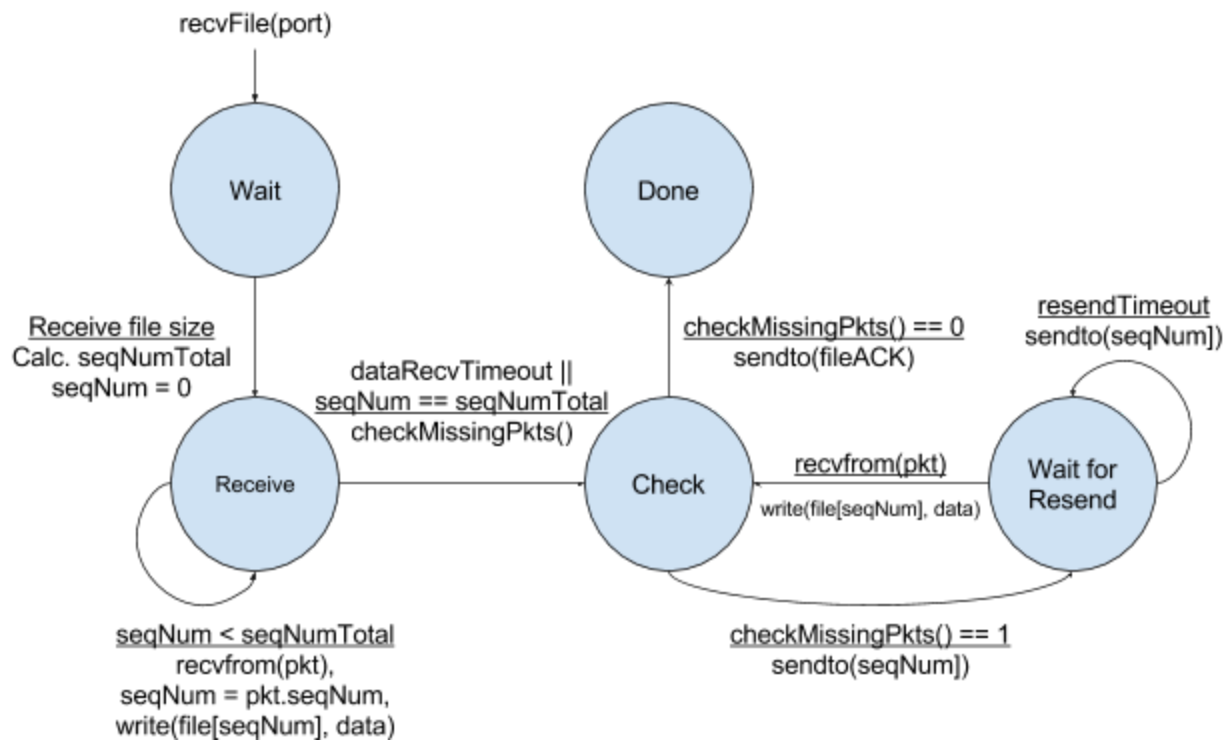 recvFile(port)
Wait
Done
Receive file size
Calc. seqNumTotal
seqNum = 0
dataRecvTimeout ||
seqNum == seqNumTotal
checkMissingPkts()
checkMissingPkts() == 0
sendto(fileACK)
resendTimeout
sendto(seqNum])
Receive
Check
recvfrom(pkt)
write(file[seqNum], data)
Wait for
Resend
seqNum < seqNumTotal
recvfrom(pkt),
seqNum = pkt.seqNum,
write(file[seqNum], data)
checkMissingPkts() == 1
sendto(seqNum])